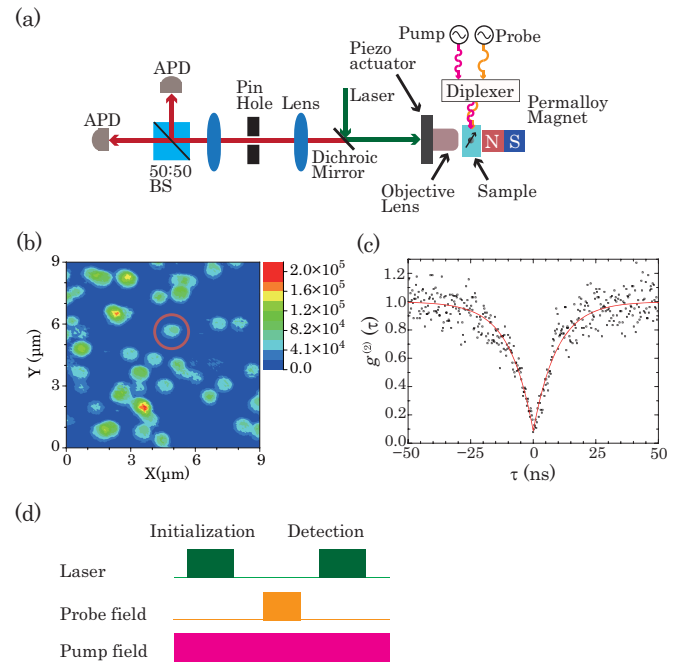 (a)
Pump
Probe
Piezo
actuator
APD
Pin
Hole
Lens
Laser
Diplexer
Permalloy
Magnet
APD
N S
50:50
BS
Dichroic
Mirror
Objective
Lens
Sample
(b)
9
6
3
0
Y (µm)
0 3 6 9
X(µm)
2.0×10⁵
1.6×10⁵
1.2×10⁵
8.2×10⁴
4.1×10⁴
0.0
(c)
1.2
1.0
0.8
0.6
0.4
0.2
0.0
g⁽²⁾(τ)
−50 −25 0 25 50
τ (ns)
(d)
Initialization Detection
Laser
Probe field
Pump field